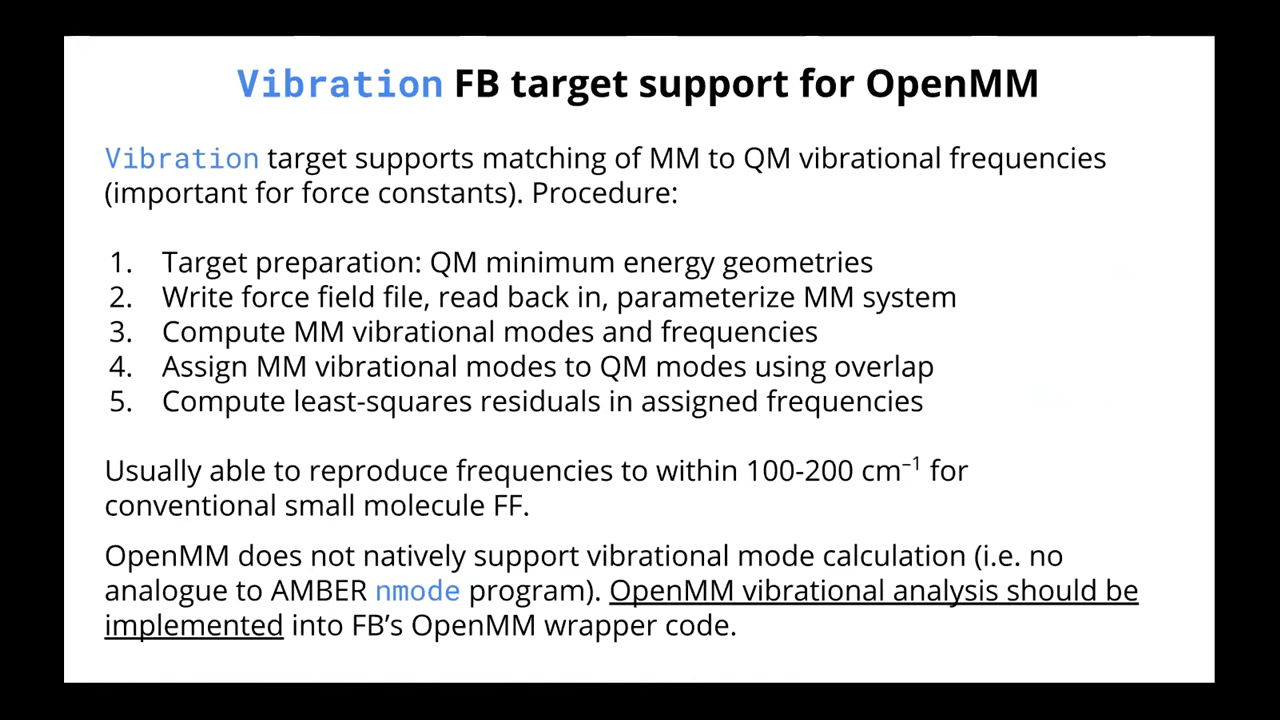 Vibration FB target support for OpenMM
Vibration target supports matching of MM to QM vibrational frequencies
(important for force constants). Procedure:
1. Target preparation: QM minimum energy geometries
2. Write force field file, read back in, parameterize MM system
3. Compute MM vibrational modes and frequencies
4. Assign MM vibrational modes to QM modes using overlap
5. Compute least-squares residuals in assigned frequencies
Usually able to reproduce frequencies to within 100-200 cm⁻¹ for
conventional small molecule FF.
OpenMM does not natively support vibrational mode calculation (i.e. no
analogue to AMBER nmode program). OpenMM vibrational analysis should be
implemented into FB’s OpenMM wrapper code.